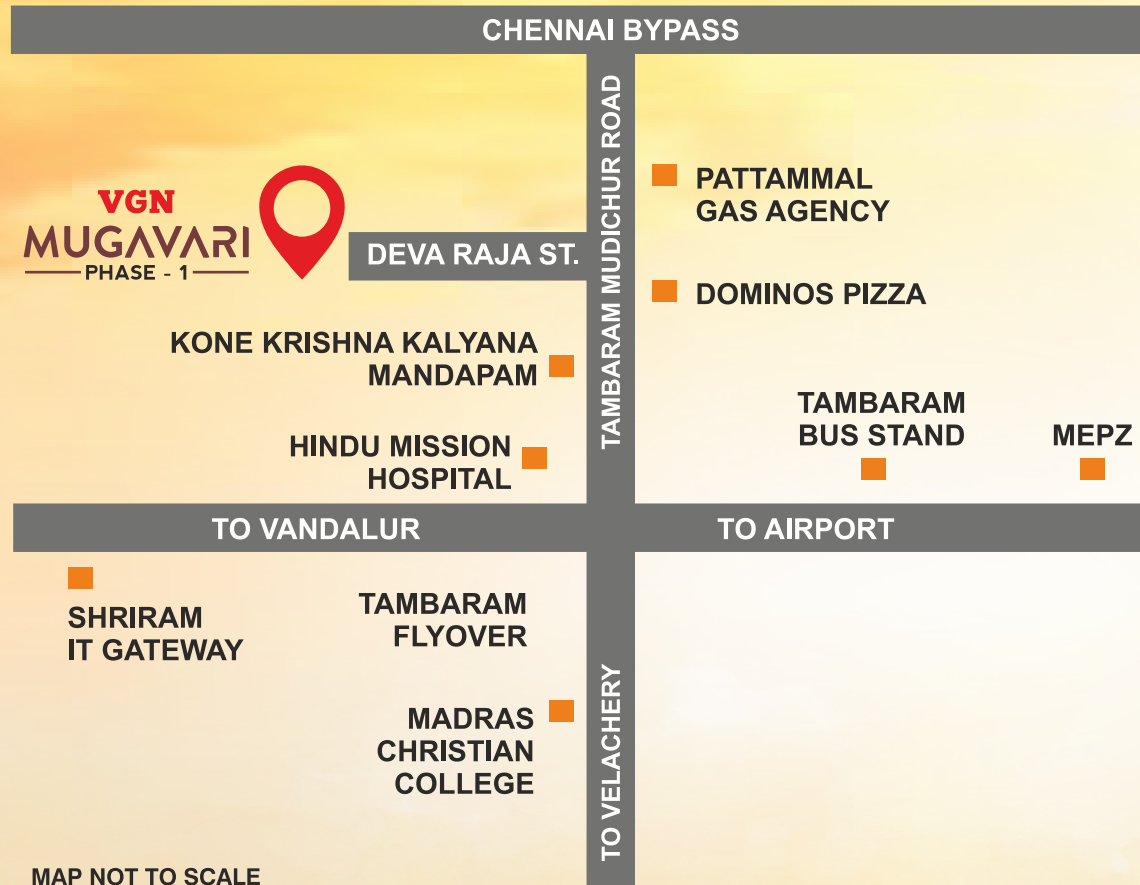 CHENNAI BYPASS
TAMBARAM MUDICHUR ROAD
PATTAMMAL
GAS AGENCY
VGN
MUGAVARI
PHASE - 1
DEVA RAJA ST.
DOMINOS PIZZA
KONE KRISHNA KALYANA
MANDAPAM
TAMBARAM
BUS STAND
MEPZ
HINDU MISSION
HOSPITAL
TO VANDALUR
TO AIRPORT
SHRIRAM
IT GATEWAY
TAMBARAM
FLYOVER
TO VELACHERY
MADRAS
CHRISTIAN
COLLEGE
MAP NOT TO SCALE